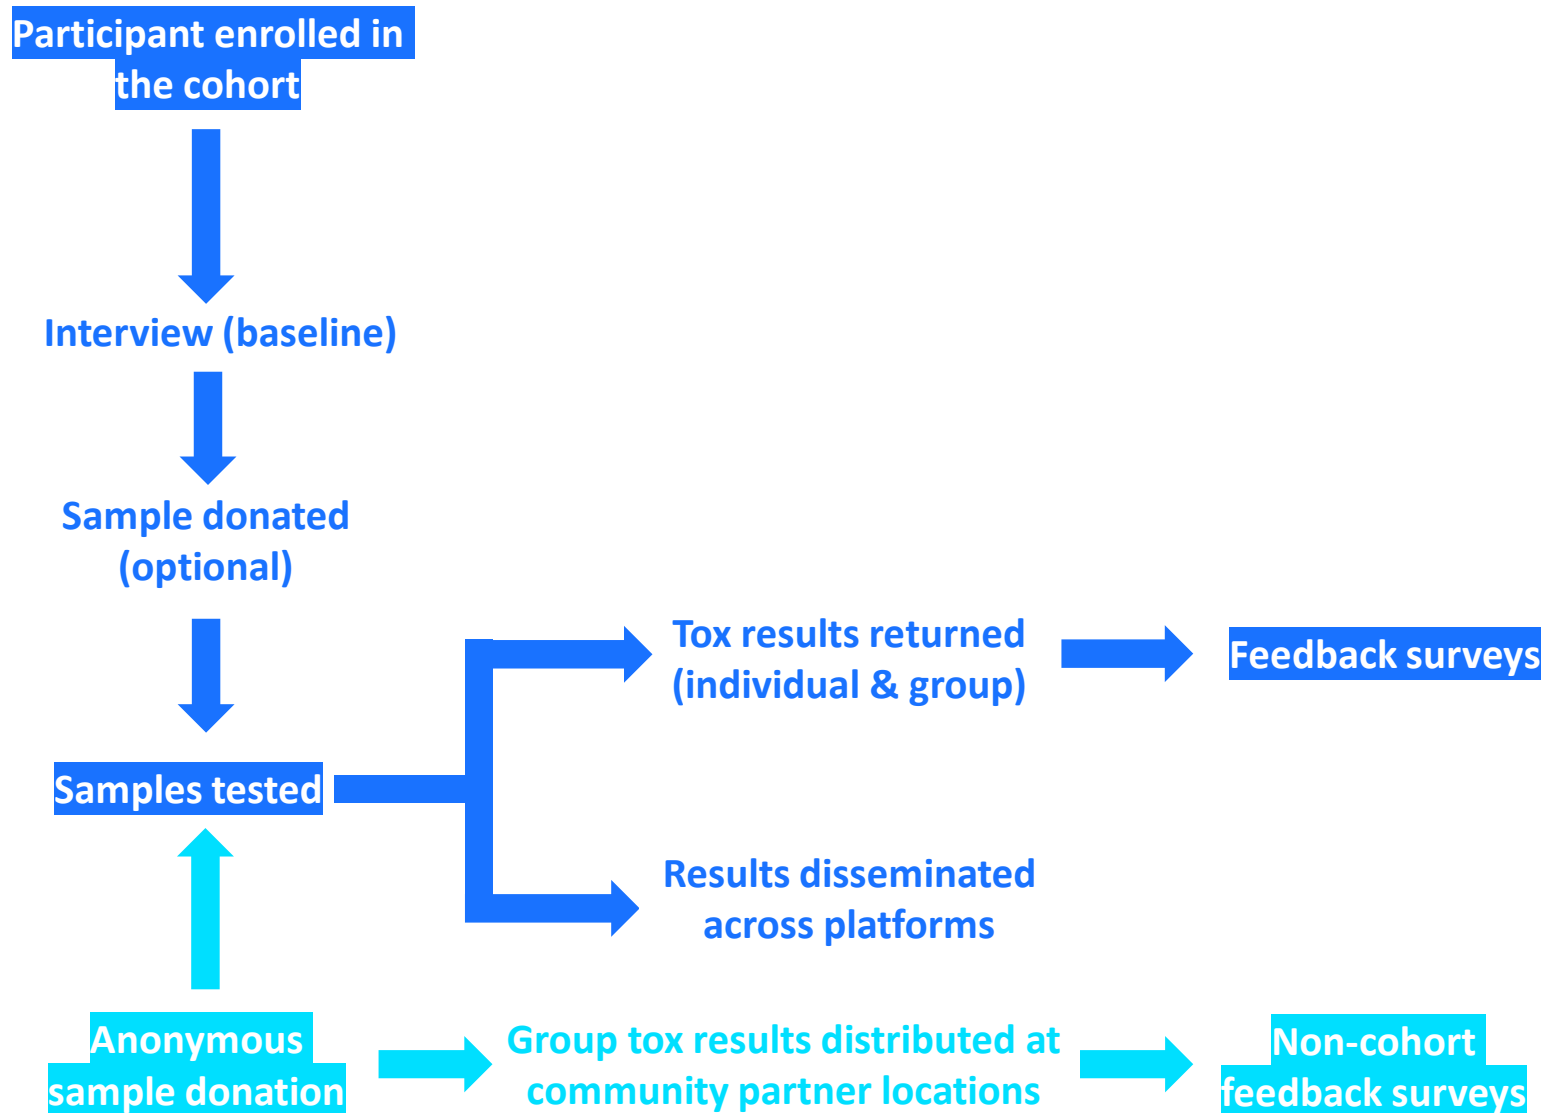 Participant enrolled in
the cohort
Interview (baseline)
Sample donated
(optional)
Tox results returned
(individual & group)
Feedback surveys
Samples tested
Results disseminated
across platforms
Anonymous
sample donation
Group tox results distributed at
community partner locations
Non-cohort
feedback surveys